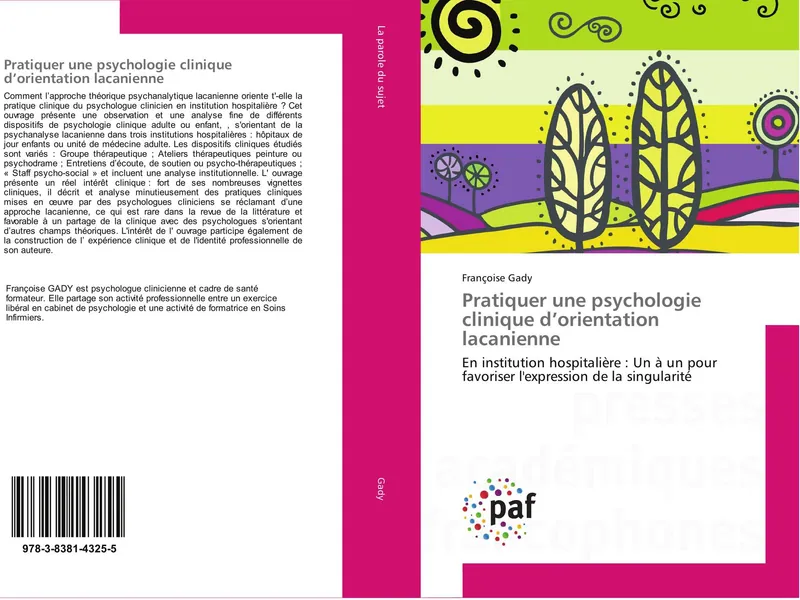 Pratiquer une psychologie clinique
d'orientation lacanienne
Comment l'approche théorique psychanalytique lacanienne oriente t'-elle la
pratique clinique du psychologue clinicien en institution hospitalière ? Cet
ouvrage présente une observation et une analyse fine de différents
dispositifs de psychologie clinique adulte ou enfant, , s'orientant de la
psychanalyse lacanienne dans trois institutions hospitalières : hôpitaux de
jour enfants ou unité de médecine adulte. Les dispositifs cliniques étudiés
sont variés : Groupe thérapeutique ; Ateliers thérapeutiques peinture ou
psychodrame ; Entretiens d'écoute, de soutien ou psycho-thérapeutiques ;
« Staff psycho-social » et incluent une analyse institutionnelle. L' ouvrage
présente un réel intérêt clinique : fort de ses nombreuses vignettes
cliniques, il décrit et analyse minutieusement des pratiques cliniques
mises en œuvre par des psychologues cliniciens se réclamant d'une
approche lacanienne, ce qui est rare dans la revue de la littérature et
favorable à un partage de la clinique avec des psychologues s'orientant
d'autres champs théoriques. L'intérêt de l' ouvrage participe également de
la construction de l' expérience clinique et de l'identité professionnelle de
son auteure.
Françoise GADY est psychologue clinicienne et cadre de santé
formateur. Elle partage son activité professionnelle entre un exercice
libéral en cabinet de psychologie et une activité de formatrice en Soins
Infirmiers.
978-3-8381-4325-5
La parole du sujet
Gady
Françoise Gady
Pratiquer une psychologie
clinique d'orientation
lacanienne
En institution hospitalière : Un à un pour
favoriser l'expression de la singularité
presses
académiques
francophones
paf